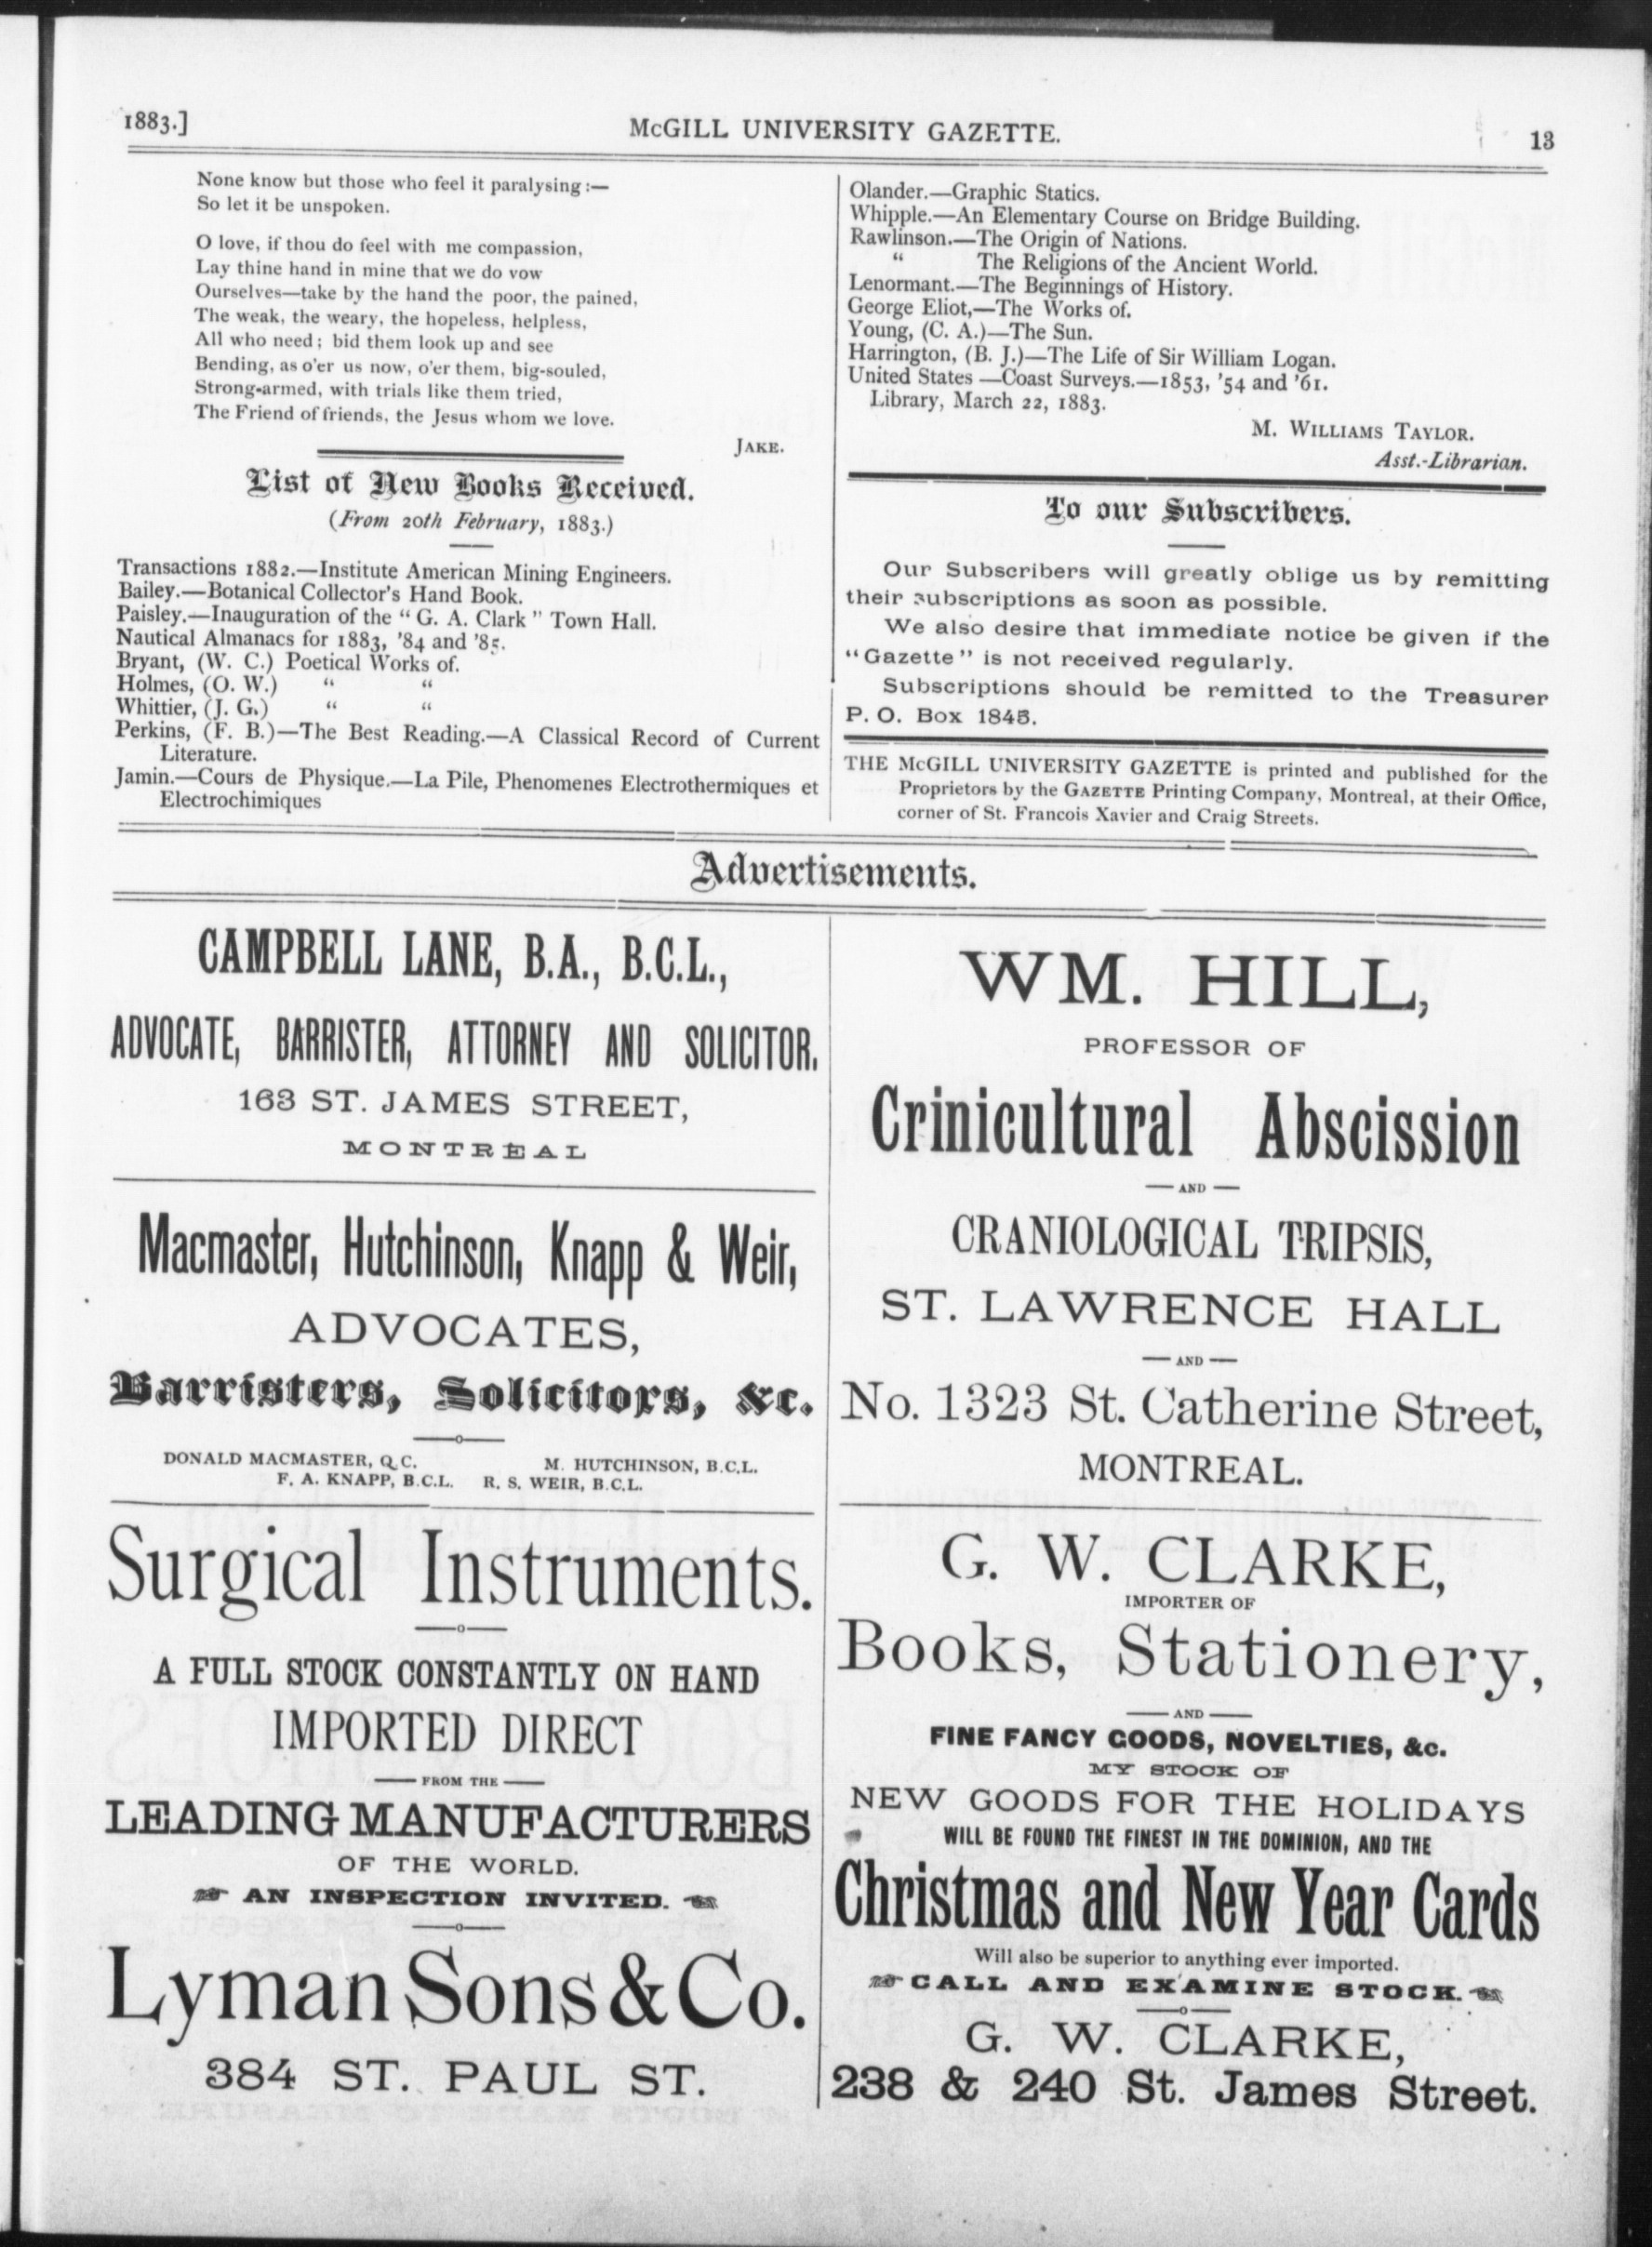 1883.]
McGILL UNIVERSITY GAZETTE.
13
None know but those who feel it paralysing:—
So let it be unspoken.
O love, if thou do feel with me compassion,
Lay thine hand in mine that we do vow
Ourselves—take by the hand the poor, the pained,
The weak, the weary, the hopeless, helpless,
All who need; bid them look up and see
Bending, as o'er us now, o'er them, big-souled,
Strong-armed, with trials like them tried,
The Friend of friends, the Jesus whom we love.
JAKE.
List of New Books Received.
(From 20th February, 1883.)
Transactions 1882.—Institute American Mining Engineers.
Bailey.—Botanical Collector's Hand Book.
Paisley.—Inauguration of the "G. A. Clark" Town Hall.
Nautical Almanacs for 1883, '84 and '85.
Bryant, (W. C.) Poetical Works of.
Holmes, (O. W.) " "
Whittier, (J. G.) " "
Perkins, (F. B.)—The Best Reading.—A Classical Record of Current
Literature.
Jamin.—Cours de Physique.—La Pile, Phenomenes Electrothermiques et
Electrochimiques
Olander.—Graphic Statics.
Whipple.—An Elementary Course on Bridge Building.
Rawlinson.—The Origin of Nations.
" The Religions of the Ancient World.
Lenormant.—The Beginnings of History.
George Eliot,—The Works of.
Young, (C. A.)—The Sun.
Harrington, (B. J.)—The Life of Sir William Logan.
United States —Coast Surveys.—1853, '54 and '61.
Library, March 22, 1883.
M. WILLIAMS TAYLOR.
Asst.-Librarian.
To our Subscribers.
Our Subscribers will greatly oblige us by remitting
their subscriptions as soon as possible.
We also desire that immediate notice be given if the
"Gazette" is not received regularly.
Subscriptions should be remitted to the Treasurer
P. O. Box 1845.
THE McGILL UNIVERSITY GAZETTE is printed and published for the
Proprietors by the GAZETTE Printing Company, Montreal, at their Office,
corner of St. Francois Xavier and Craig Streets.
Advertisements.
CAMPBELL LANE, B.A., B.C.L.,
ADVOCATE, BARRISTER, ATTORNEY AND SOLICITOR.
163 ST. JAMES STREET,
MONTREAL
Macmaster, Hutchinson, Knapp & Weir,
ADVOCATES,
Barristers, Solicitors, &c.
DONALD MACMASTER, Q.C. M. HUTCHINSON, B.C.L.
F. A. KNAPP, B.C.L. R. S. WEIR, B.C.L.
Surgical Instruments.
A FULL STOCK CONSTANTLY ON HAND
IMPORTED DIRECT
FROM THE
LEADING MANUFACTURERS
OF THE WORLD.
AN INSPECTION INVITED.
Lyman Sons & Co.
384 ST. PAUL ST.
WM. HILL,
PROFESSOR OF
Crinicultural Abscission
AND
CRANIOLOGICAL TRIPSIS,
ST. LAWRENCE HALL
AND
No. 1323 St. Catherine Street,
MONTREAL.
G. W. CLARKE,
IMPORTER OF
Books, Stationery,
AND
FINE FANCY GOODS, NOVELTIES, &c.
MY STOCK OF
NEW GOODS FOR THE HOLIDAYS
WILL BE FOUND THE FINEST IN THE DOMINION, AND THE
Christmas and New Year Cards
Will also be superior to anything ever imported.
CALL AND EXAMINE STOCK.
G. W. CLARKE,
238 & 240 St. James Street.